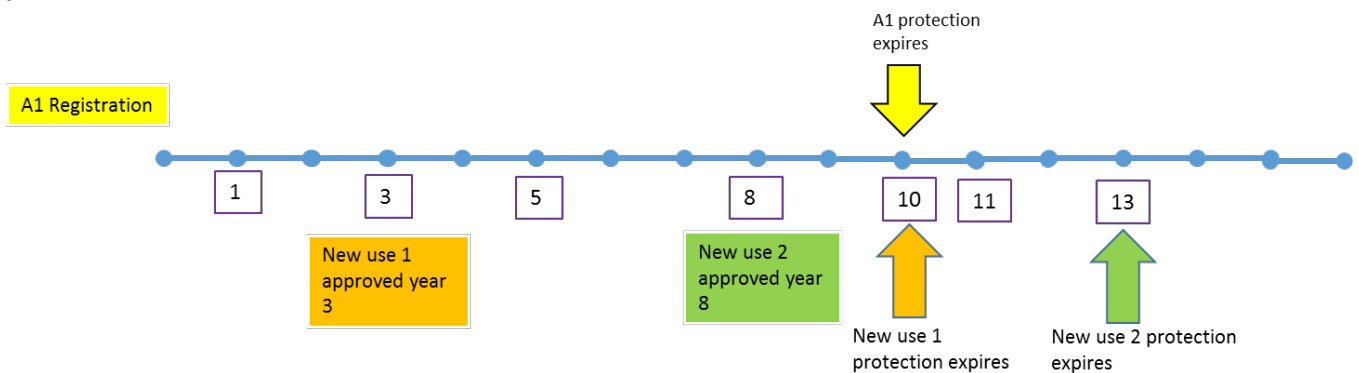 A1 protection
expires
A1 Registration
1
3
5
8
10
11
13
New use 1
approved year
3
New use 2
approved year
8
New use 1
protection expires
New use 2 protection
expires